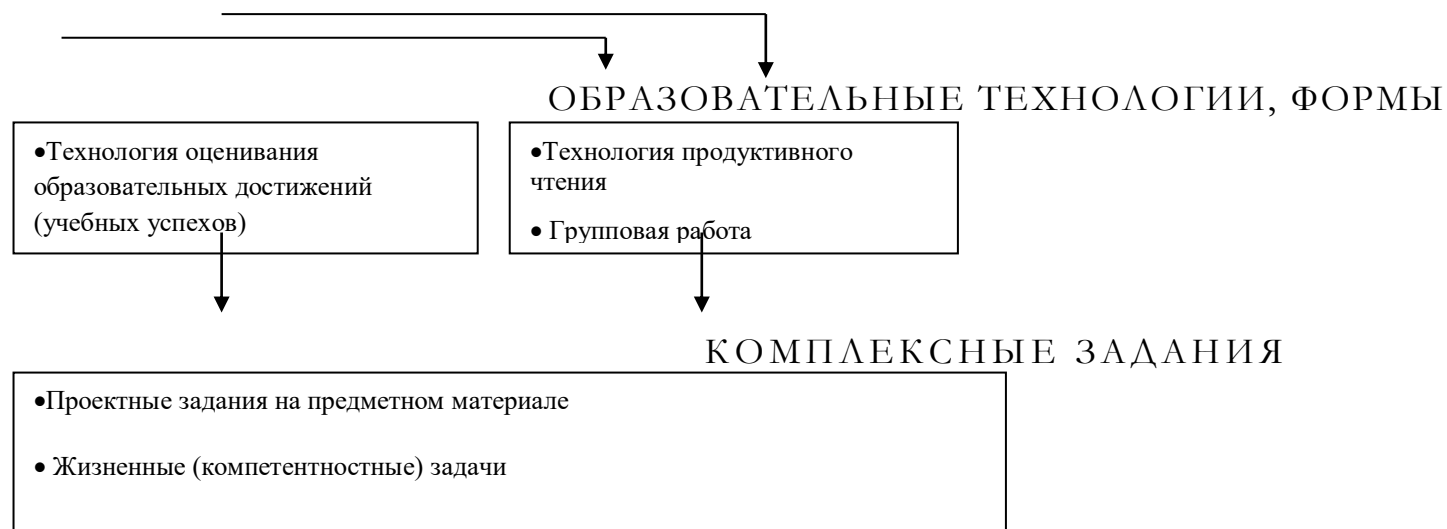 ОБРАЗОВАТЕЛЬНЫЕ ТЕХНОЛОГИИ, ФОРМЫ
•Технология оценивания
образовательных достижений
(учебных успехов)
•Технология продуктивного
чтения
• Групповая работа
КОМПЛЕКСНЫЕ ЗАДАНИЯ
•Проектные задания на предметном материале
• Жизненные (компетентностные) задачи